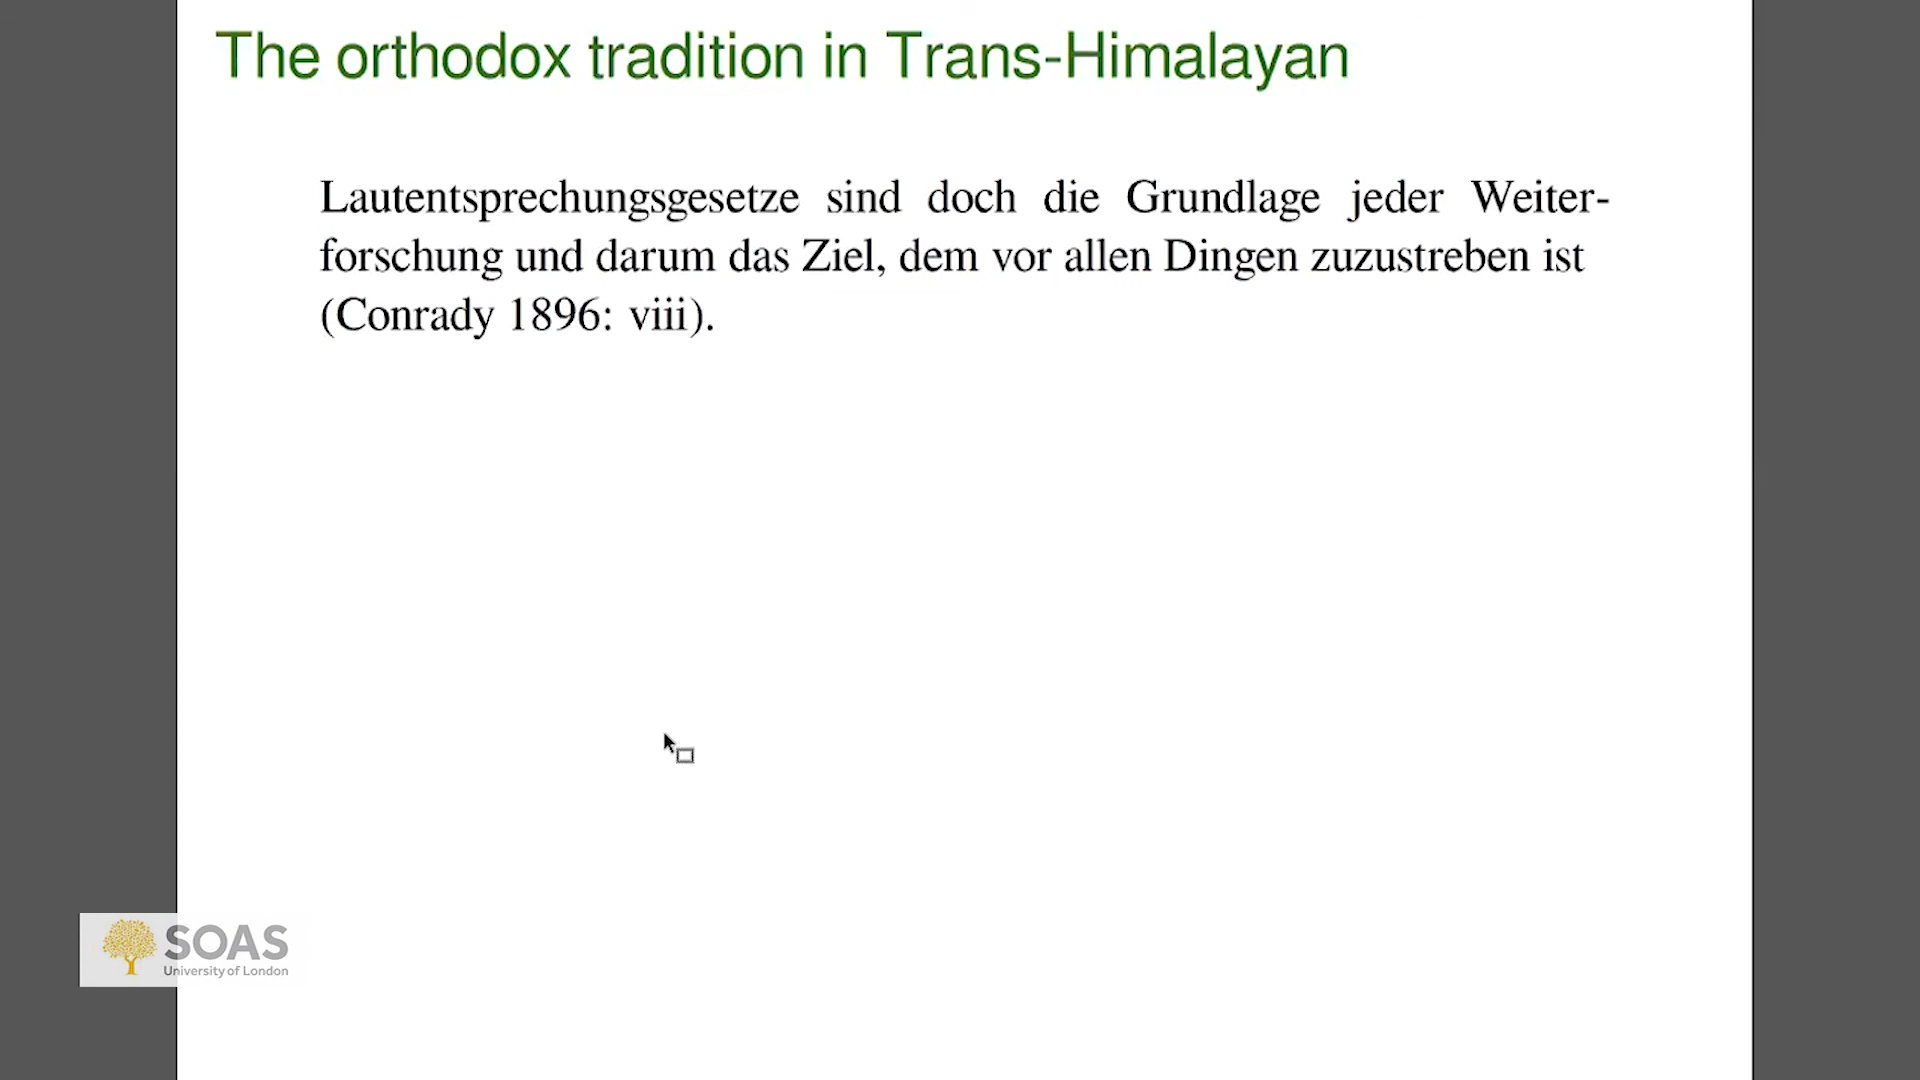 The orthodox tradition in Trans-Himalayan
Lautentsprechungsgesetze sind doch die Grundlage jeder Weiter-
forschung und darum das Ziel, dem vor allen Dingen zuzustreben ist
(Conrady 1896: viii).
SOAS
University of London